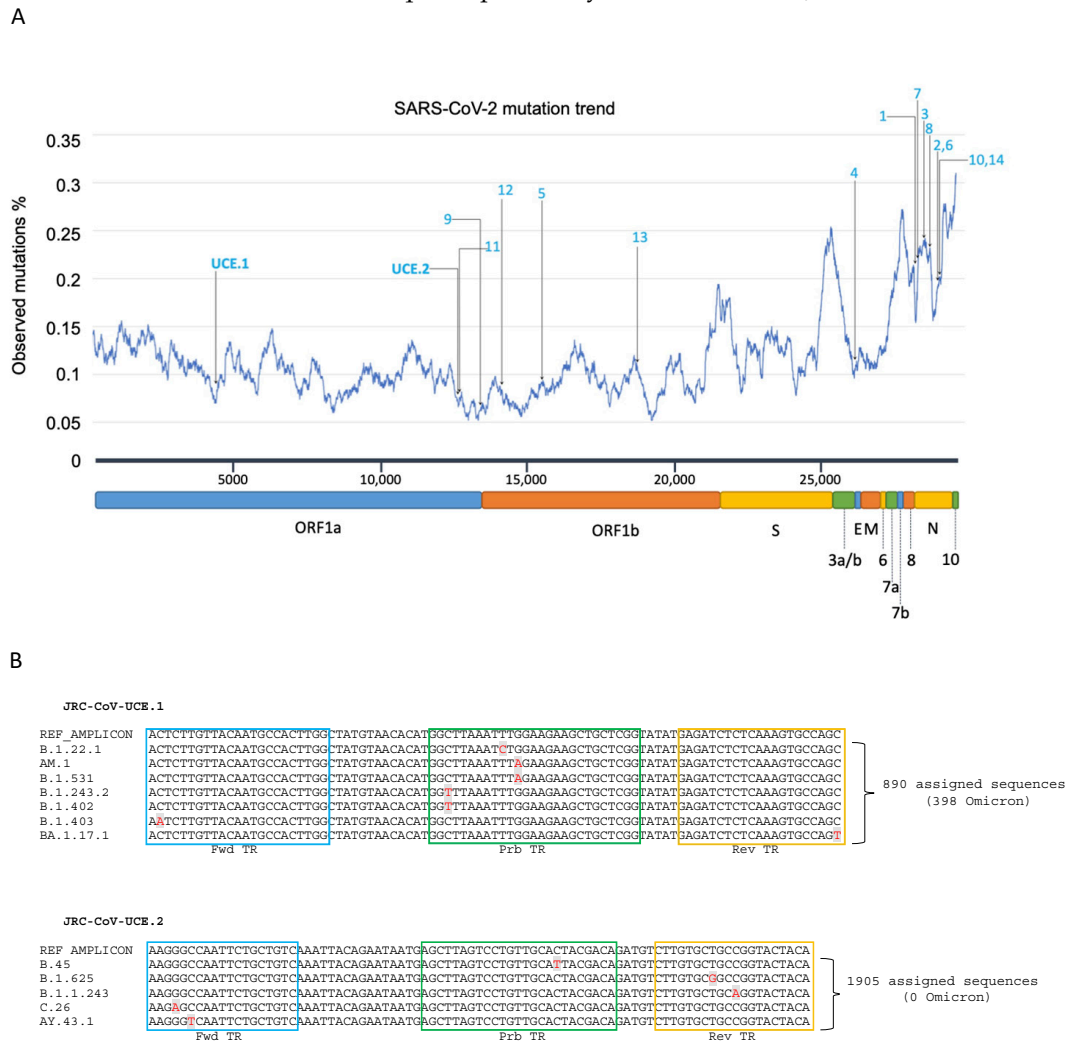 A
SARS-CoV-2 mutation trend
Observed mutations %
0.35
0.3
0.25
0.2
0.15
0.1
0.05
0
UCE.1
UCE.2
9
11
12
5
13
4
1
7
3
8
2,6
10,14
5000 10,000 15,000 20,000 25,000
ORF1a ORF1b S E M N
3a/b 6 8 10
7a
7b
B
JRC-CoV-UCE.1
REF_AMPLICON ACTCTTGTTACAATGCCACTTGGCTATGTAACACATGGCTTAAATTTGGAAGAAGCTGCTCGGTATATGAGATCTCTCAAAGTGCCAGC
B.1.22.1 ACTCTTGTTACAATGCCACTTGGCTATGTAACACATGGCTTAAATCTGGAAGAAGCTGCTCGGTATATGAGATCTCTCAAAGTGCCAGC
AM.1 ACTCTTGTTACAATGCCACTTGGCTATGTAACACATGGCTTAAATTTAGAAGAAGCTGCTCGGTATATGAGATCTCTCAAAGTGCCAGC
B.1.531 ACTCTTGTTACAATGCCACTTGGCTATGTAACACATGGCTTAAATTTAGAAGAAGCTGCTCGGTATATGAGATCTCTCAAAGTGCCAGC
B.1.243.2 ACTCTTGTTACAATGCCACTTGGCTATGTAACACATGGTTTAAATTTGGAAGAAGCTGCTCGGTATATGAGATCTCTCAAAGTGCCAGC
B.1.402 ACTCTTGTTACAATGCCACTTGGCTATGTAACACATGGTTTAAATTTGGAAGAAGCTGCTCGGTATATGAGATCTCTCAAAGTGCCAGC
B.1.403 AATCTTGTTACAATGCCACTTGGCTATGTAACACATGGCTTAAATTTGGAAGAAGCTGCTCGGTATATGAGATCTCTCAAAGTGCCAGC
BA.1.17.1 ACTCTTGTTACAATGCCACTTGGCTATGTAACACATGGCTTAAATTTGGAAGAAGCTGCTCGGTATATGAGATCTCTCAAAGTGCCAGT
Fwd TR Prb TR Rev TR
890 assigned sequences
(398 Omicron)
JRC-CoV-UCE.2
REF AMPLICON AAGGGCCAATTCTGCTGTCAAATTACAGAATAATGAGCTTAGTCCTGTTGCACTACGACAGATGTCTTGTGCTGCCGGTACTACA
B.45 AAGGGCCAATTCTGCTGTCAAATTACAGAATAATGAGCTTAGTCCTGTTGCATTACGACAGATGTCTTGTGCTGCCGGTACTACA
B.1.625 AAGGGCCAATTCTGCTGTCAAATTACAGAATAATGAGCTTAGTCCTGTTGCACTACGACAGATGTCTTGTGCGGCCGGTACTACA
B.1.1.243 AAGGGCCAATTCTGCTGTCAAATTACAGAATAATGAGCTTAGTCCTGTTGCACTACGACAGATGTCTTGTGCTGCAGGTACTACA
C.26 AAGAGCCAATTCTGCTGTCAAATTACAGAATAATGAGCTTAGTCCTGTTGCACTACGACAGATGTCTTGTGCTGCCGGTACTACA
AY.43.1 AAGGGTCAATTCTGCTGTCAAATTACAGAATAATGAGCTTAGTCCTGTTGCACTACGACAGATGTCTTGTGCTGCCGGTACTACA
Fwd TR Prb TR Rev TR
1905 assigned sequences
(0 Omicron)